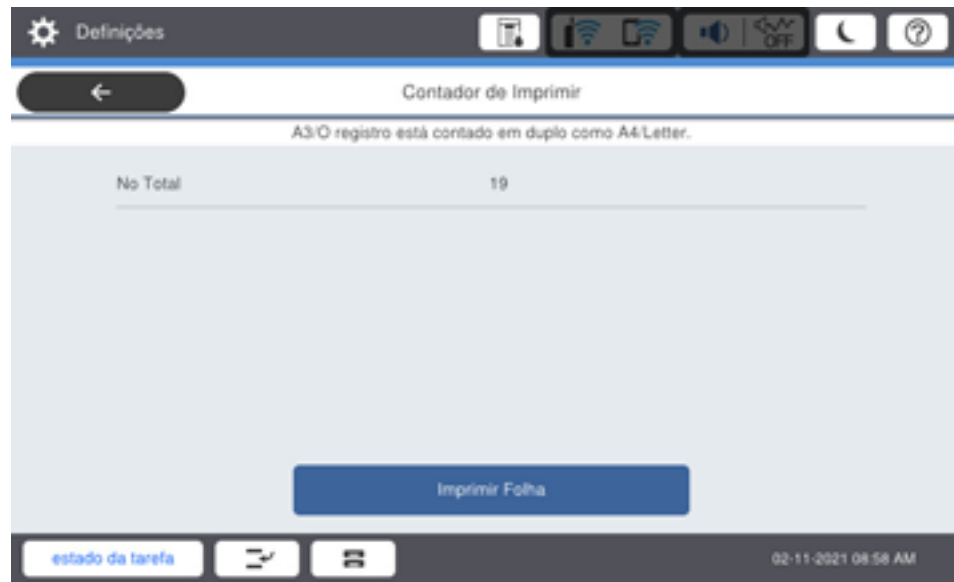 Definições
OFF
Contador de Imprimir
A3/O registro está contado em duplo como A4/Letter.
No Total 19
Imprimir Folha
estado da tarefa
02-11-2021 08:58 AM